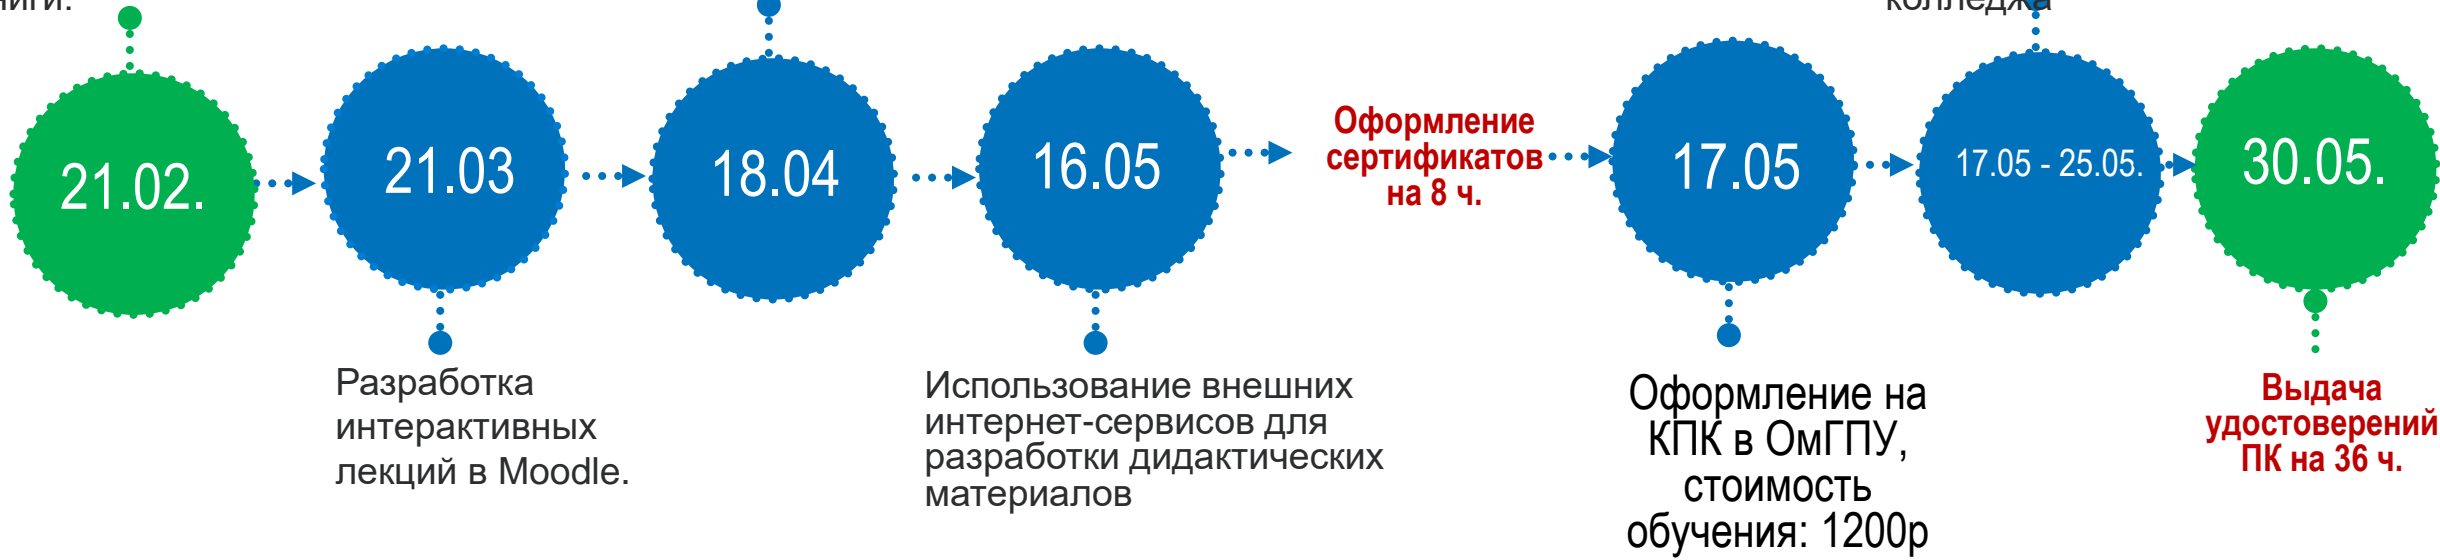 21.02.
21.03
18.04
16.05
Оформление
сертификатов
на 8 ч.
17.05
17.05 - 25.05.
30.05.
Разработка
интерактивных
лекций в Moodle.
Использование внешних
интернет-сервисов для
разработки дидактических
материалов
Оформление на
КПК в ОмГПУ,
стоимость
обучения: 1200р
Выдача
удостоверений
ПК на 36 ч.